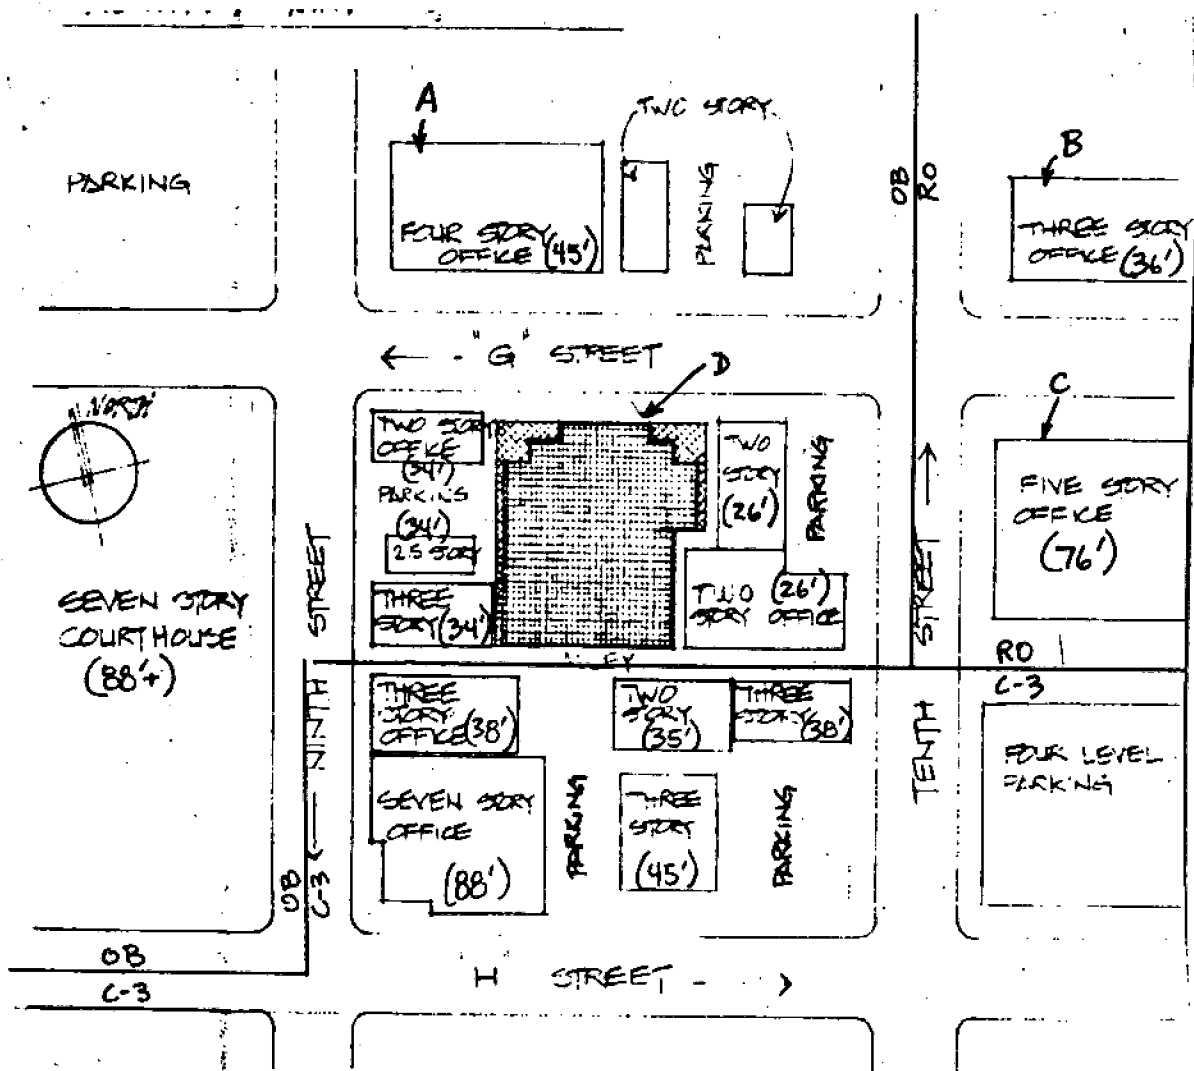 A
TWO STORY
B
PARKING
PARKING
OB
RO
FOUR STORY
OFFICE (45')
THREE STORY
OFFICE (36')
← - "G" STREET
D
C
NORTH
TWO STORY
OFFICE
(34')
PARKING
(34')
2.5 STORY
THREE
STORY (34')
TWO
STORY
(26')
PARKING
TWO (26')
STORY OFFICE
FIVE STORY
OFFICE
(76')
SEVEN STORY
COURTHOUSE
(88'+)
NINTH STREET
TENTH STREET
ALLEY
RO
C-3
THREE
STORY
OFFICE (38')
TWO
STORY
(35')
THREE
STORY (38')
FOUR LEVEL
PARKING
SEVEN STORY
OFFICE
(88')
PARKING
THREE
STORY
(45')
PARKING
OB
C-3
OB
C-3
H STREET - →